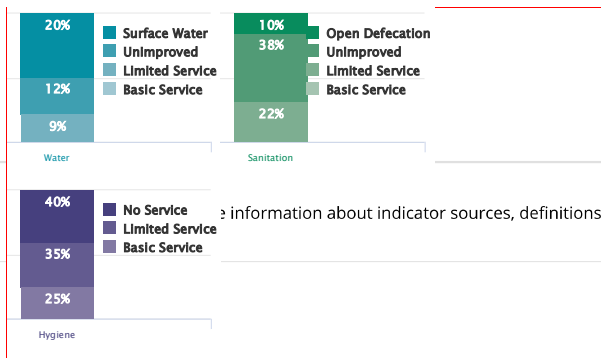 20%
12%
9%
Surface Water
Unimproved
Limited Service
Basic Service
Water
10%
38%
22%
Open Defecation
Unimproved
Limited Service
Basic Service
Sanitation
40%
35%
25%
No Service
Limited Service
Basic Service
Hygiene
e information about indicator sources, definitions